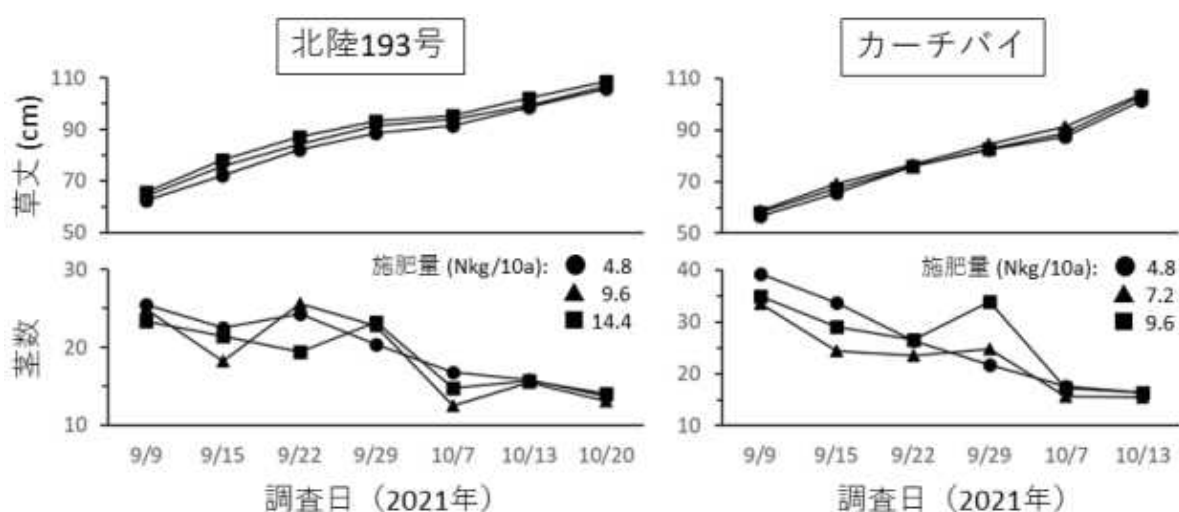 北陸193号
カーチバイ
草丈 (cm)
110
90
70
50
110
90
70
50
茎数
30
20
10
施肥量 (Nkg/10a): 4.8
9.6
14.4
40
30
20
10
施肥量 (Nkg/10a): 4.8
7.2
9.6
9/9 9/15 9/22 9/29 10/7 10/13 10/20
9/9 9/15 9/22 9/29 10/7 10/13
調査日（2021年）
調査日（2021年）